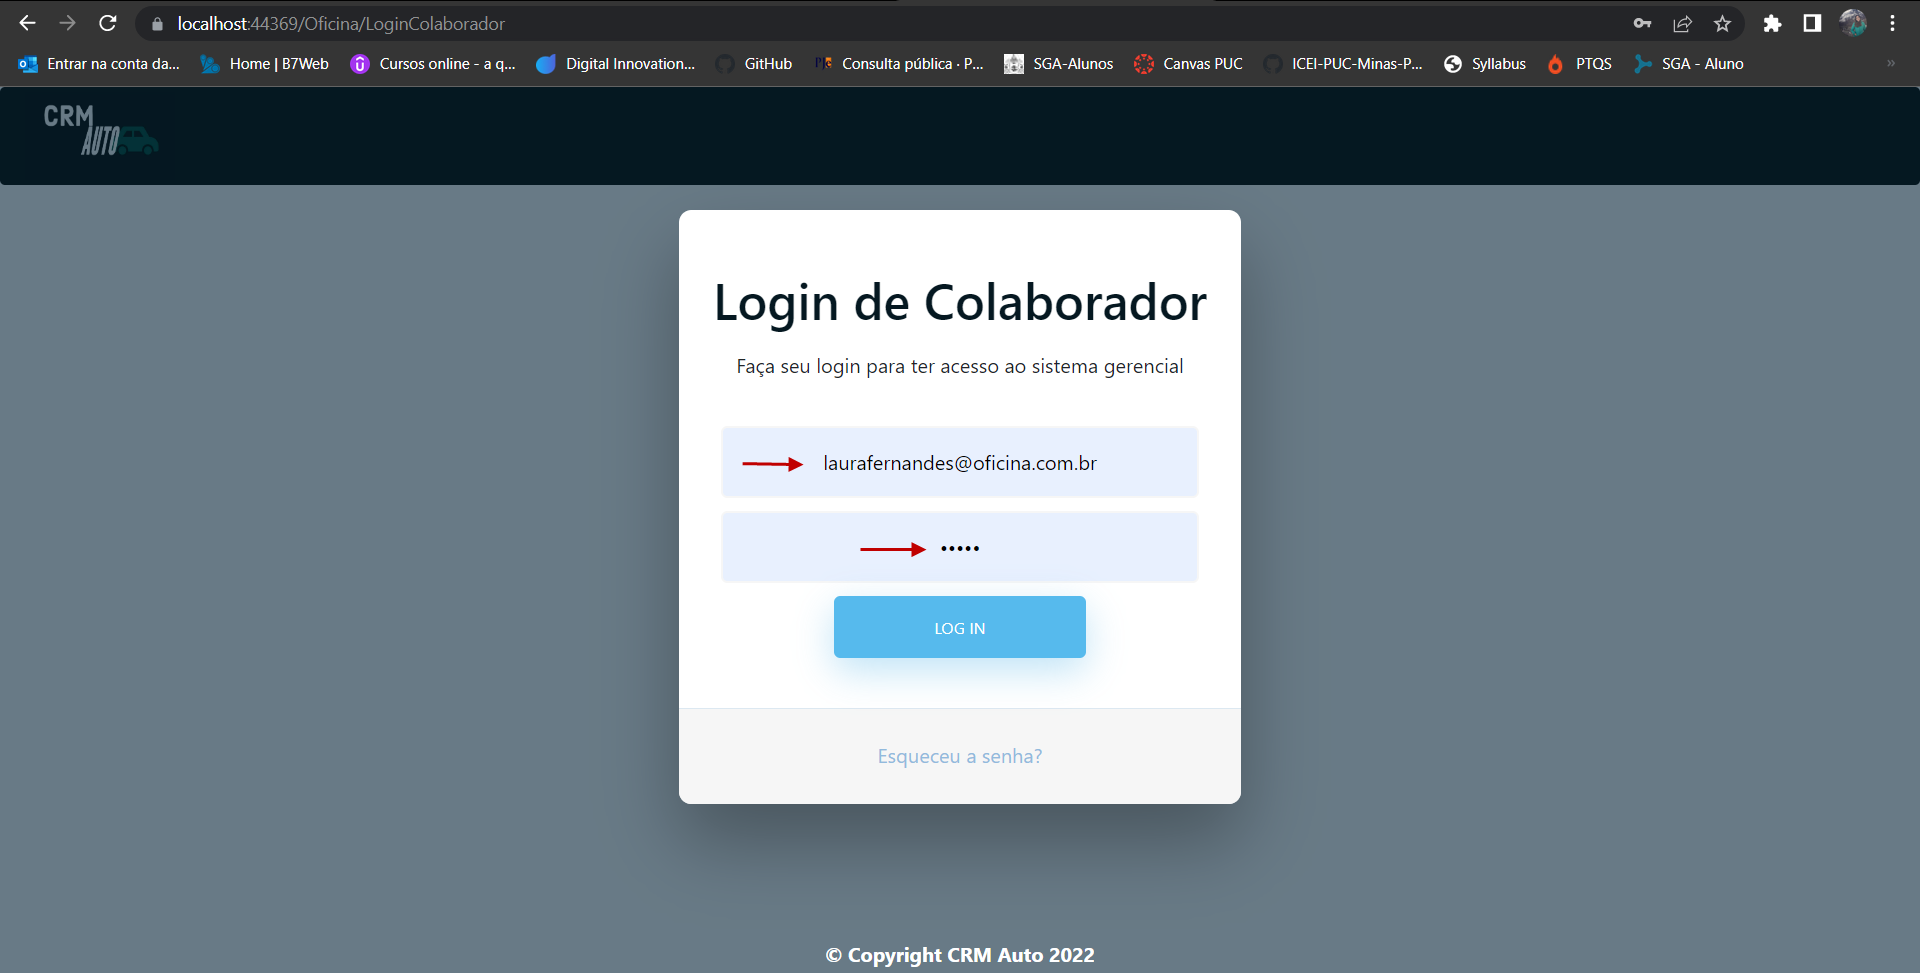 localhost:44369/Oficina/LoginColaborador
Entrar na conta da... Home | B7Web Cursos online - a q... Digital Innovation... GitHub Consulta pública · P... SGA-Alunos Canvas PUC ICEI-PUC-Minas-P... Syllabus PTQS SGA - Aluno »
CRM
AUTO
Login de Colaborador
Faça seu login para ter acesso ao sistema gerencial
laurafernandes@oficina.com.br
•••••
LOG IN
Esqueceu a senha?
© Copyright CRM Auto 2022